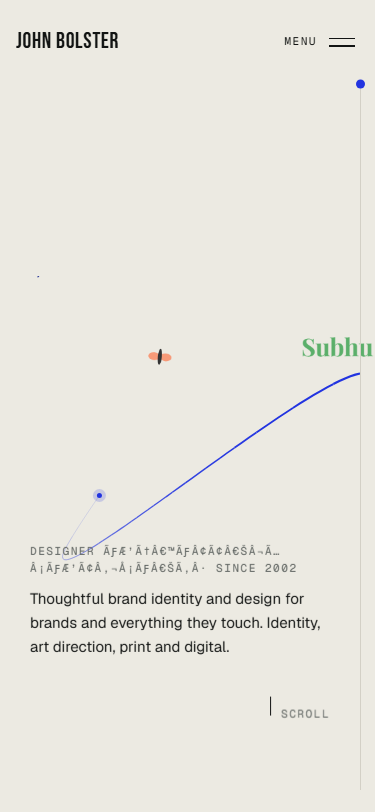 JOHN BOLSTER
MENU
Subhu
DESIGNER ÃƒÆ’Ã†Â€™ÃƒÂ¢Ã¢Â€ŠÂ¬Ã…
Â¡ÃƒÆ’Ã¢Â‚¬Â¡ÃƒÂ€ŠÃ‚Â· SINCE 2002
Thoughtful brand identity and design for
brands and everything they touch. Identity,
art direction, print and digital.
SCROLL